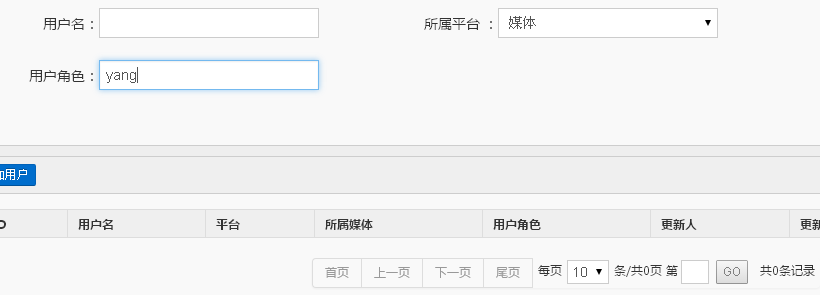 用户名： 所属平台 ： 媒体
用户角色： yang
加用户
D 用户名 平台 所属媒体 用户角色 更新人 更新
首页 上一页 下一页 尾页 每页 10 条/共0页 第 GO 共0条记录